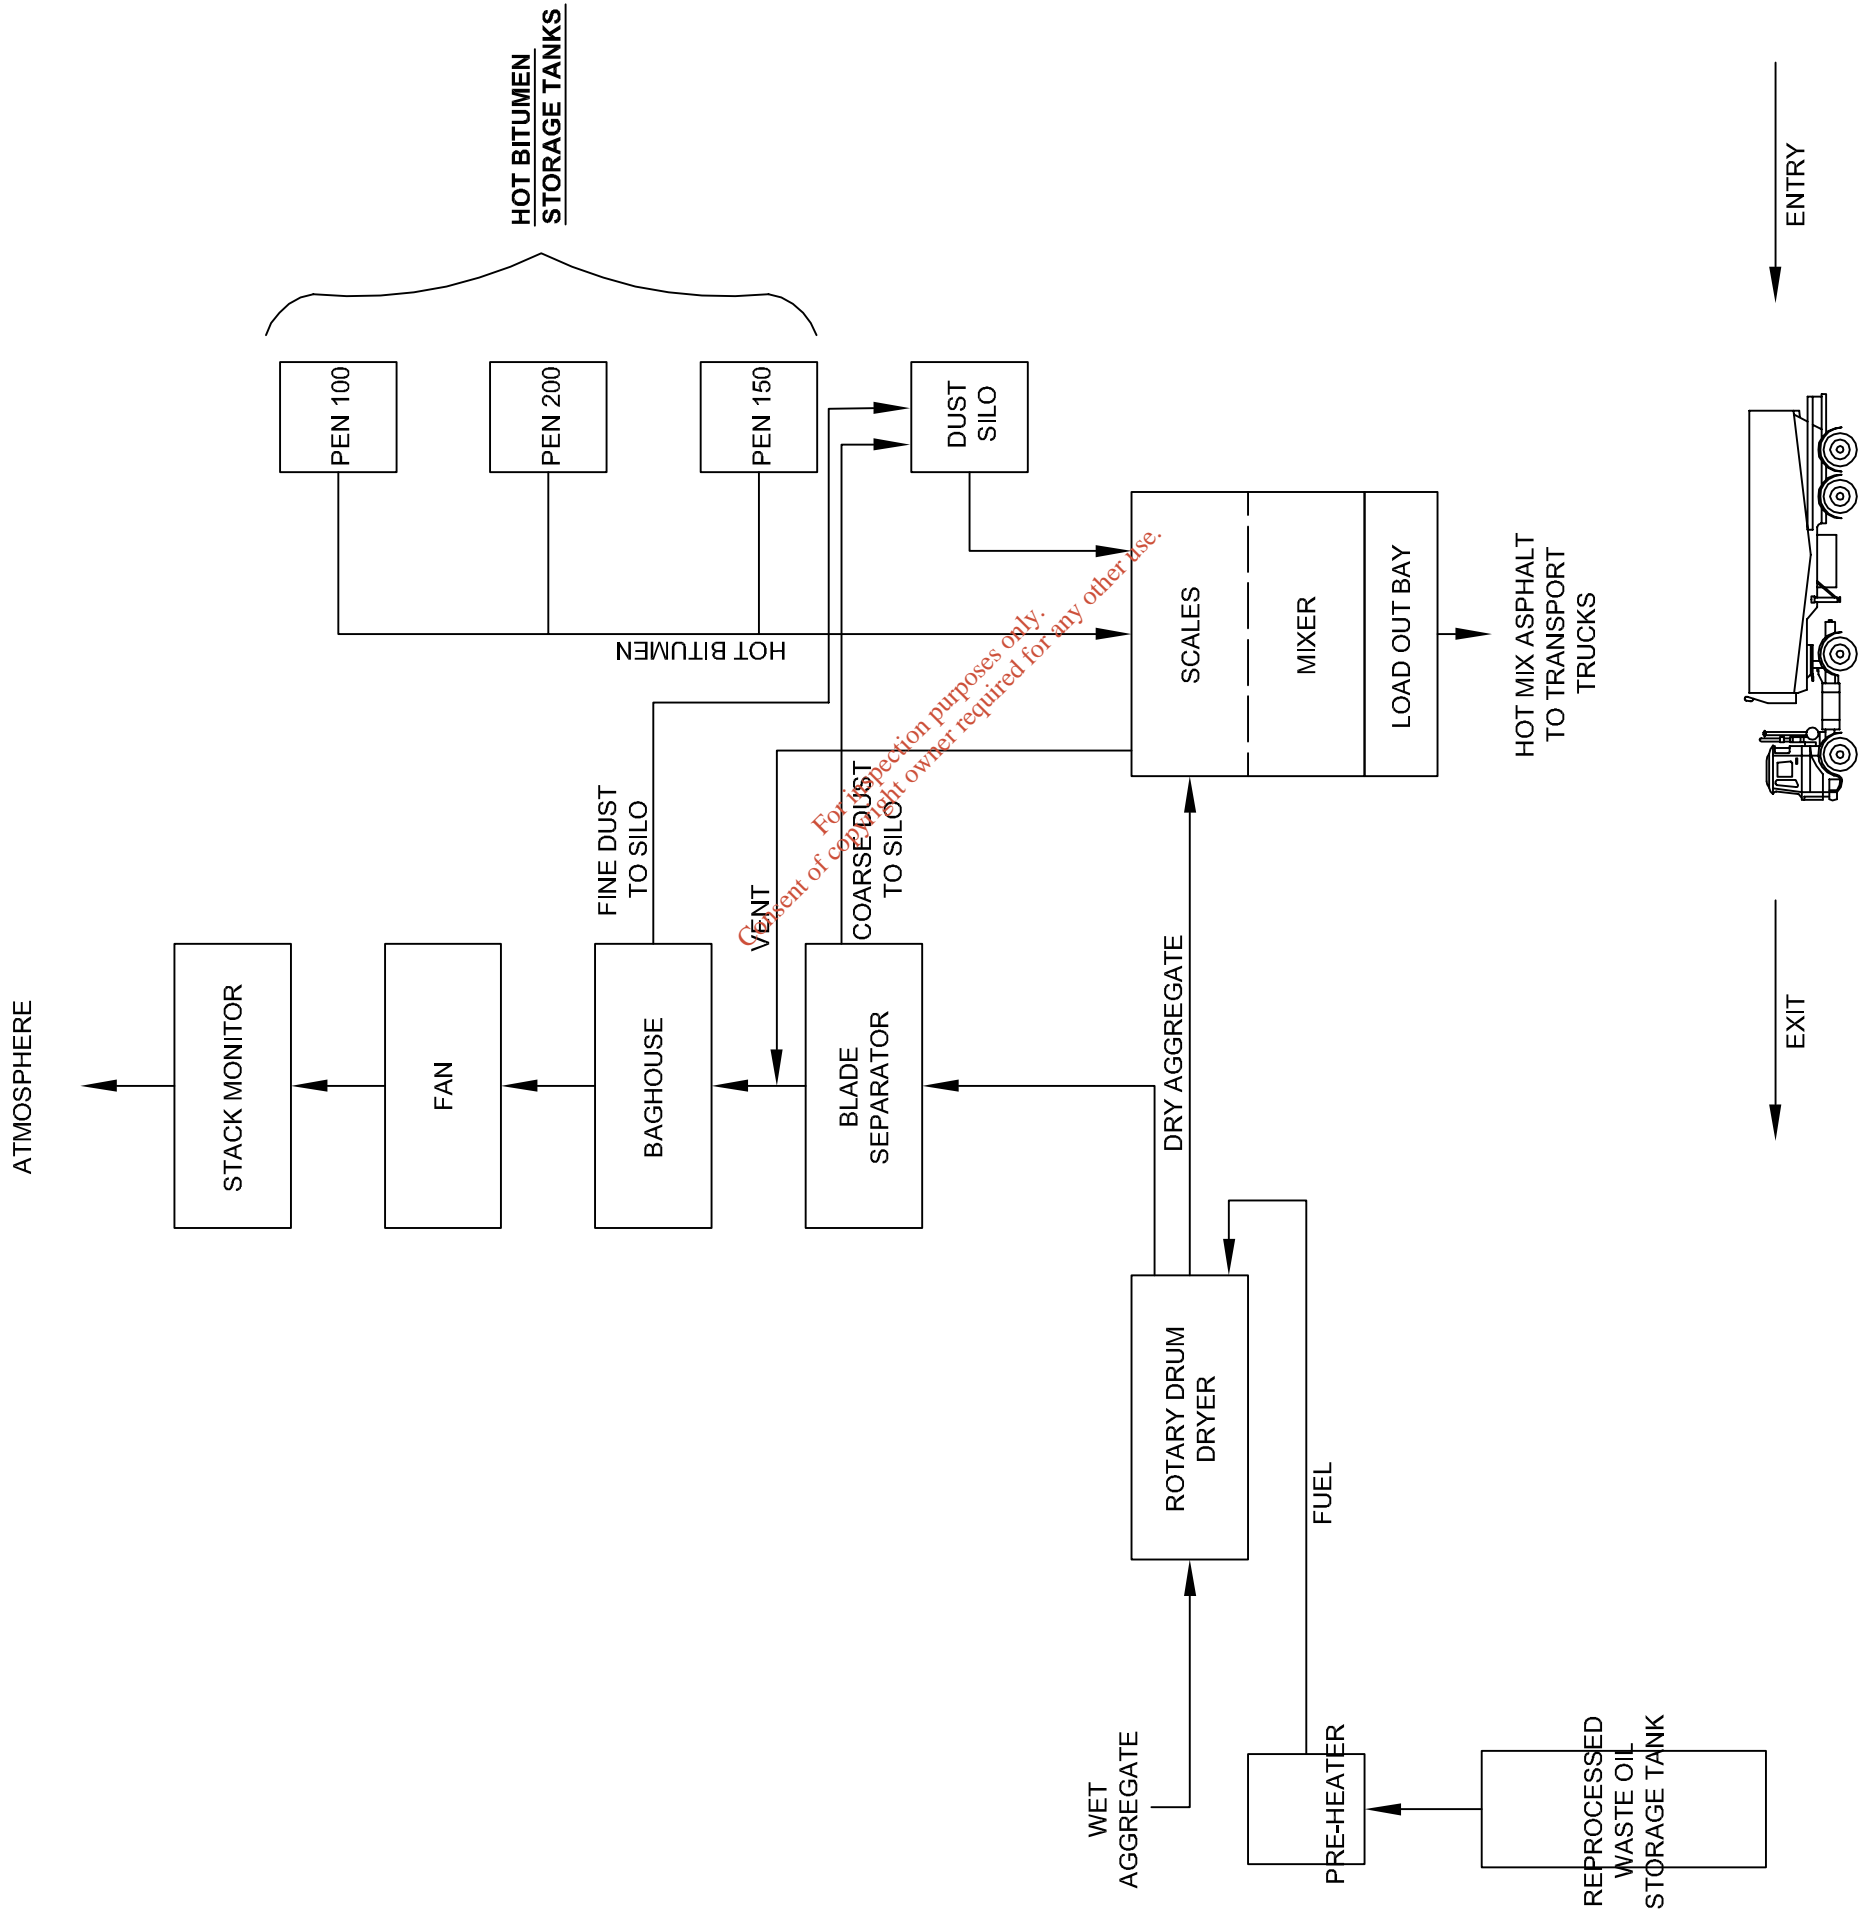 ATMOSPHERE
STACK MONITOR
FAN
BAGHOUSE
BLADE
SEPARATOR
FINE DUST
TO SILO
VENT
COARSE DUST
TO SILO
HOT BITUMEN
STORAGE TANKS
PEN 100
PEN 200
PEN 150
DUST
SILO
HOT BITUMEN
SCALES
MIXER
LOAD OUT BAY
HOT MIX ASPHALT
TO TRANSPORT
TRUCKS
DRY AGGREGATE
ROTARY DRUM
DRYER
FUEL
WET
AGGREGATE
PRE-HEATER
REPROCESSED
WASTE OIL
STORAGE TANK
ENTRY
EXIT
For inspection purposes only.
Consent of copyright owner required for any other use.